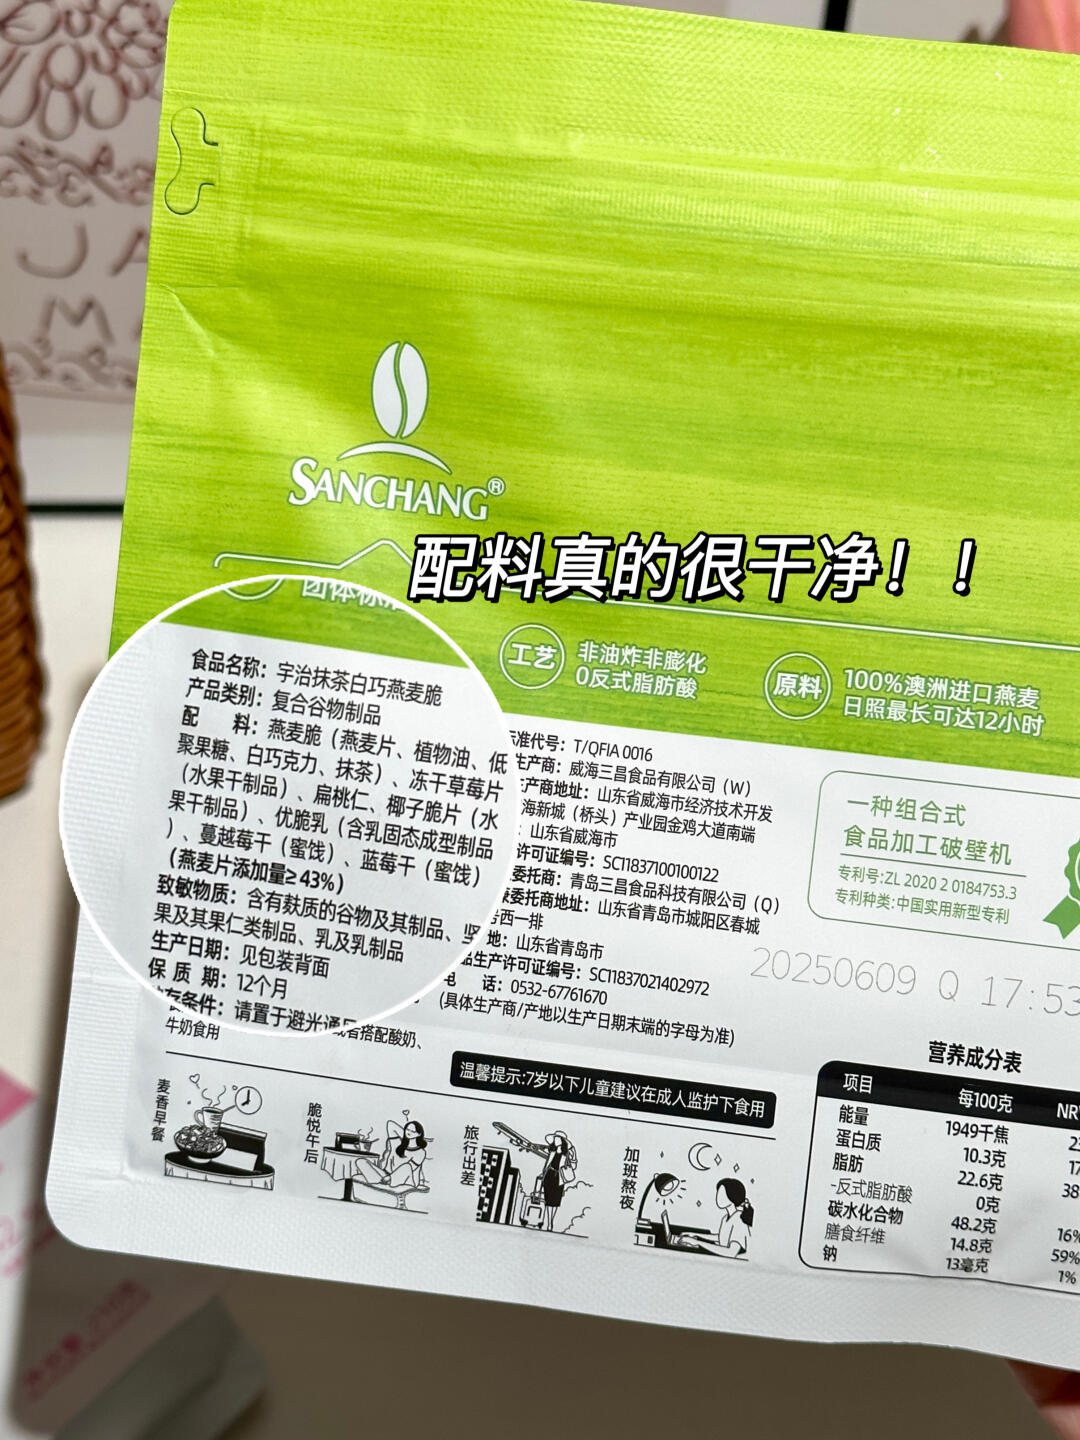 SANCHANG®
配料真的很干净！！
团体标准
工艺
非油炸非膨化
0反式脂肪酸
原料
100%澳洲进口燕麦
日照最长可达12小时
食品名称：宇治抹茶白巧燕麦脆
产品类别：复合谷物制品
配 料：燕麦脆（燕麦片、植物油、低
聚果糖、白巧克力、抹茶）、冻干草莓片
（水果干制品）、扁桃仁、椰子脆片（水
果干制品）、优脆乳（含乳固态成型制品
）、蔓越莓干（蜜饯）、蓝莓干（蜜饯）
（燕麦片添加量≥43%）
致敏物质：含有麸质的谷物及其制品、坚
果及其果仁类制品、乳及乳制品
生产日期：见包装背面
保 质 期：12个月
存条件：请置于避光通
或者搭配酸奶、
牛奶食用
标准代号：T/QFIA 0016
生产商：威海三昌食品有限公司（W）
生产商地址：山东省威海市经济技术开发
海新城（桥头）产业园金鸡大道南端
：山东省威海市
许可证编号：SC11837100100122
委托商：青岛三昌食品科技有限公司（Q）
委托商地址：山东省青岛市城阳区春城
号西一排
地：山东省青岛市
品生产许可证编号：SC11837021402972
电 话：0532-67761670
(具体生产商/产地以生产日期末端的字母为准)
一种组合式
食品加工破壁机
专利号:ZL 2020 2 0184753.3
专利种类:中国实用新型专利
20250609 Q 17:53
温馨提示:7岁以下儿童建议在成人监护下食用
麦香早餐
脆悦午后
旅行出差
加班熬夜
营养成分表
项目 每100克 NRV
能量 1949千焦 2
蛋白质 10.3克 17
脂肪 22.6克 38
-反式脂肪酸 0克
碳水化合物 48.2克 16%
膳食纤维 14.8克 59%
钠 13毫克 1%